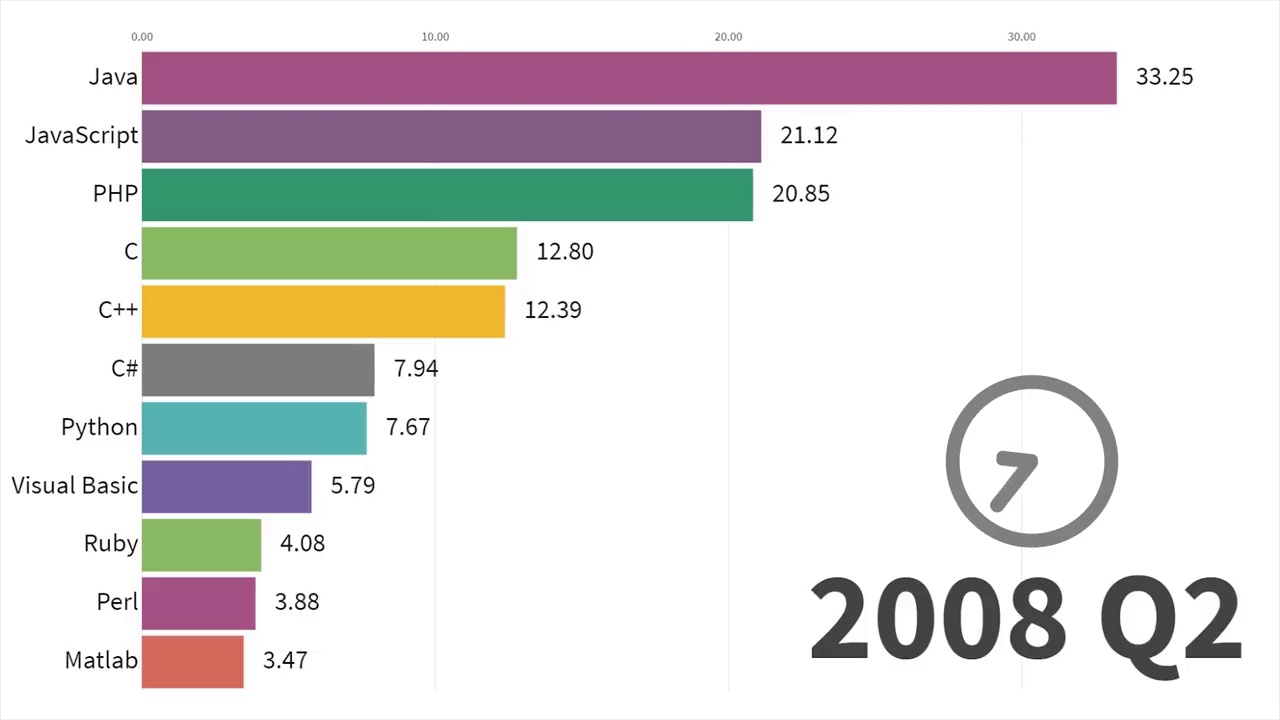 0.00 10.00 20.00 30.00
Java 33.25
JavaScript 21.12
PHP 20.85
C 12.80
C++ 12.39
C# 7.94
Python 7.67
Visual Basic 5.79
Ruby 4.08
Perl 3.88
Matlab 3.47
2008 Q2